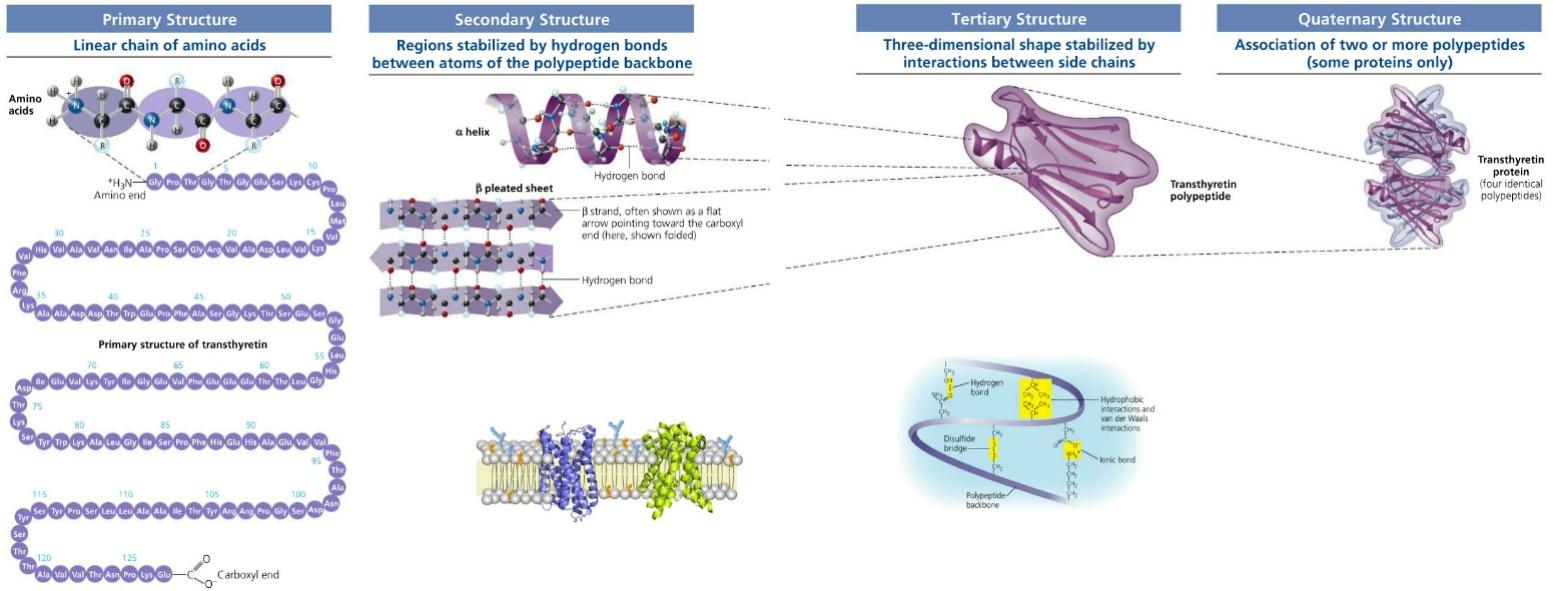 Primary Structure
Linear chain of amino acids
Amino acids
H H H + N H C R O C N H R C H C O H N H C R O C
1 5 10
+H3N
Amino end
Gly Pro Thr Gly Thr Gly Glu Ser Lys Cys
Pro
Leu
Met
Val
30 25 20 15
Val His Val Ala Val Asn Ile Ala Pro Ser Gly Arg Val Ala Asp Leu Val Lys
Phe
Arg
Lys
35 40 45 50
Ala Ala Asp Asp Thr Trp Glu Pro Phe Ala Ser Gly Lys Thr Ser Glu Ser
Gly
Glu
Leu
His
Primary structure of transthyretin
70 65 60 55
Asp Ile Glu Val Lys Tyr Ile Gly Glu Val Phe Glu Glu Glu Thr Thr Leu Gly
Thr
75
Lys
Ser
80 85 90
Tyr Trp Lys Ala Leu Gly Ile Ser Pro Phe His Glu His Ala Glu Val Val
Phe
95
Thr
Ala
Asn
115 110 105 100
Tyr Ser Tyr Pro Ser Leu Leu Ala Ala Ile Thr Tyr Arg Arg Pro Gly Ser Asp
Ser
Thr
Thr
120 125
Ala Val Val Thr Asn Pro Lys Glu
C O O−
Carboxyl end
Secondary Structure
Regions stabilized by hydrogen bonds
between atoms of the polypeptide backbone
α helix
Hydrogen bond
β pleated sheet
β strand, often shown as a flat
arrow pointing toward the carboxyl
end (here, shown folded)
Hydrogen bond
Tertiary Structure
Three-dimensional shape stabilized by
interactions between side chains
Transthyretin
polypeptide
Hydrogen
bond
Hydrophobic
interactions and
van der Waals
interactions
Disulfide
bridge
Ionic bond
Polypeptide
backbone
Quaternary Structure
Association of two or more polypeptides
(some proteins only)
Transthyretin
protein
(four identical
polypeptides)